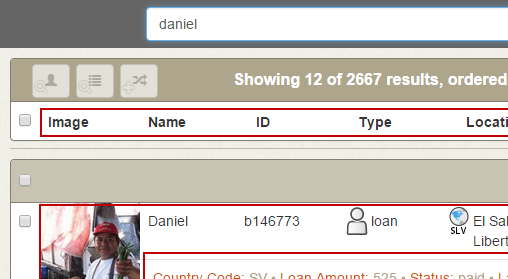 daniel
Showing 12 of 2667 results, ordered
Image Name ID Type Locati
Daniel b146773 loan El Sal
SLV Libert
Country Code: SV • Loan Amount: 525 • Status: paid • L